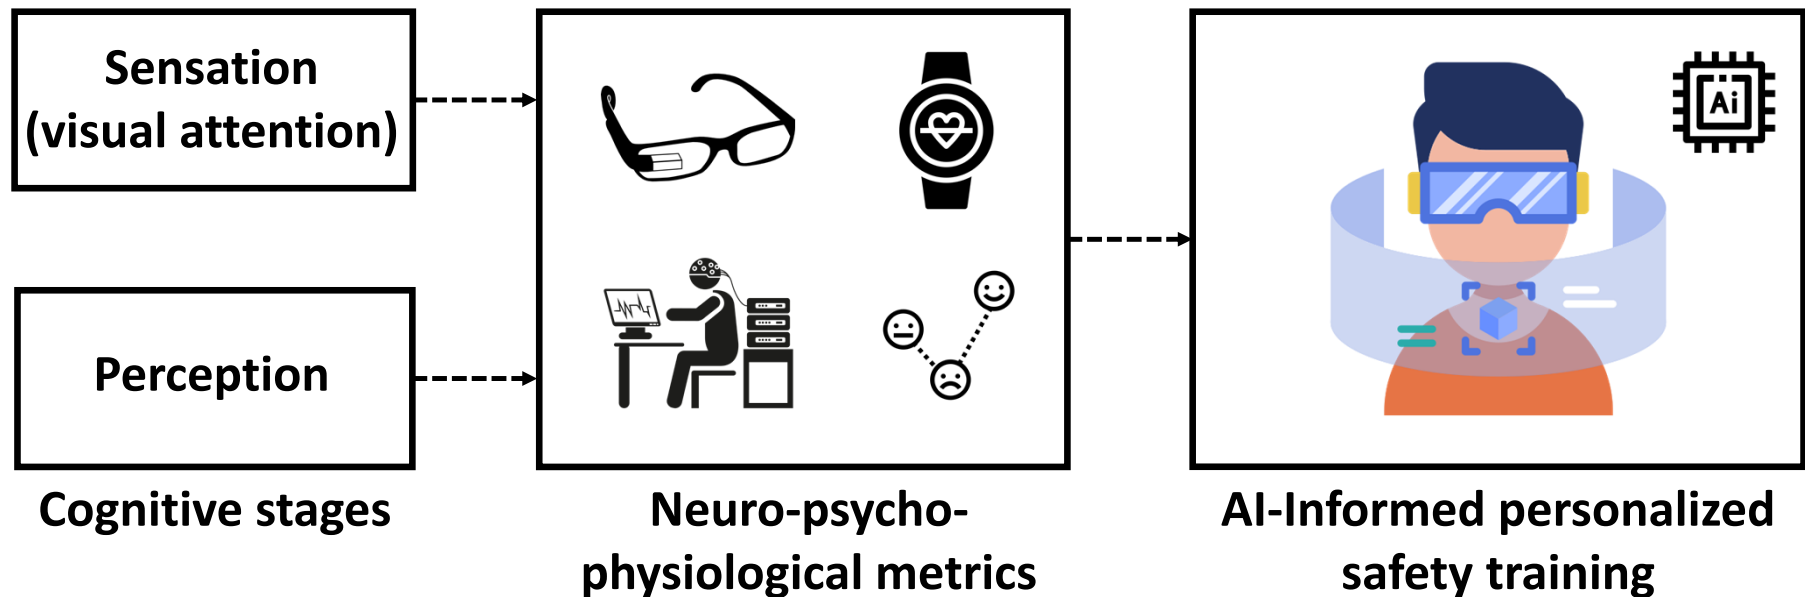 Sensation
(visual attention)
Perception
Cognitive stages
Neuro-psycho-
physiological metrics
Ai
AI-Informed personalized
safety training